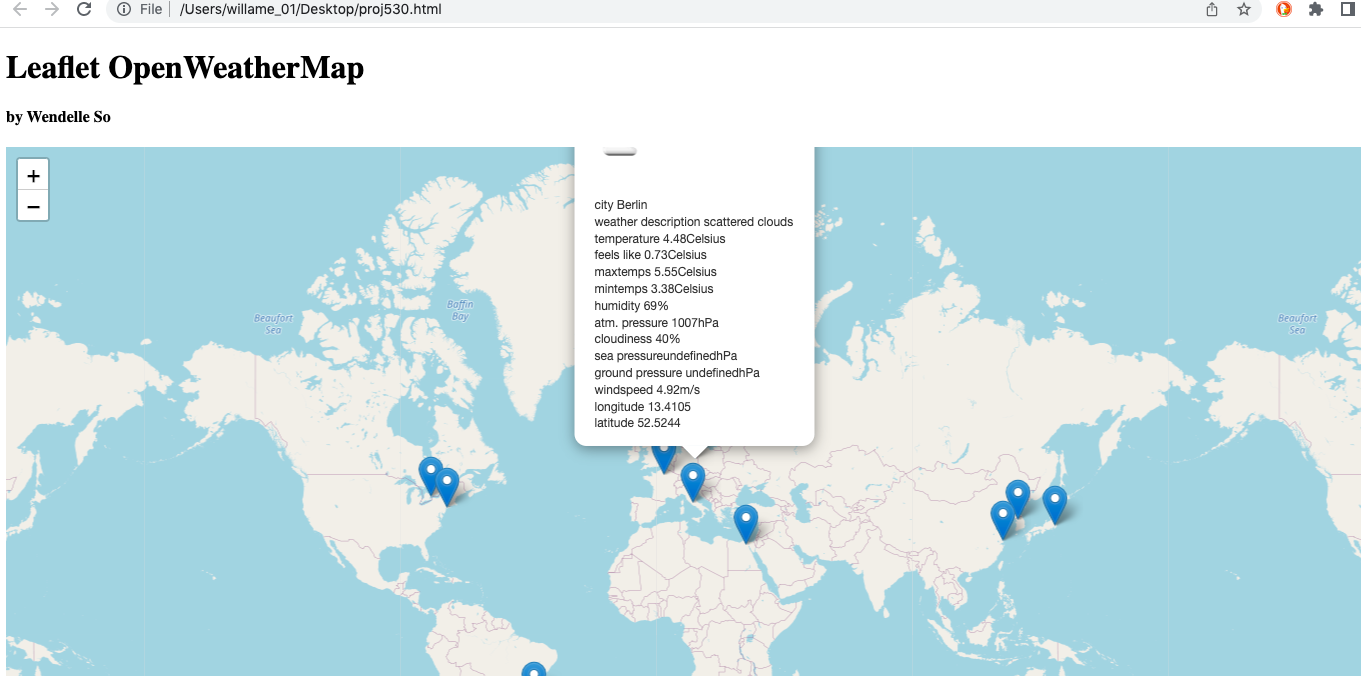 File | /Users/willame_01/Desktop/proj530.html
Leaflet OpenWeatherMap
by Wendelle So
+
−
city Berlin
weather description scattered clouds
temperature 4.48Celsius
feels like 0.73Celsius
maxtemps 5.55Celsius
mintemps 3.38Celsius
humidity 69%
atm. pressure 1007hPa
cloudiness 40%
sea pressureundefinedhPa
ground pressure undefinedhPa
windspeed 4.92m/s
longitude 13.4105
latitude 52.5244
Baffin
Bay
Beaufort
Sea
Beaufort
Sea